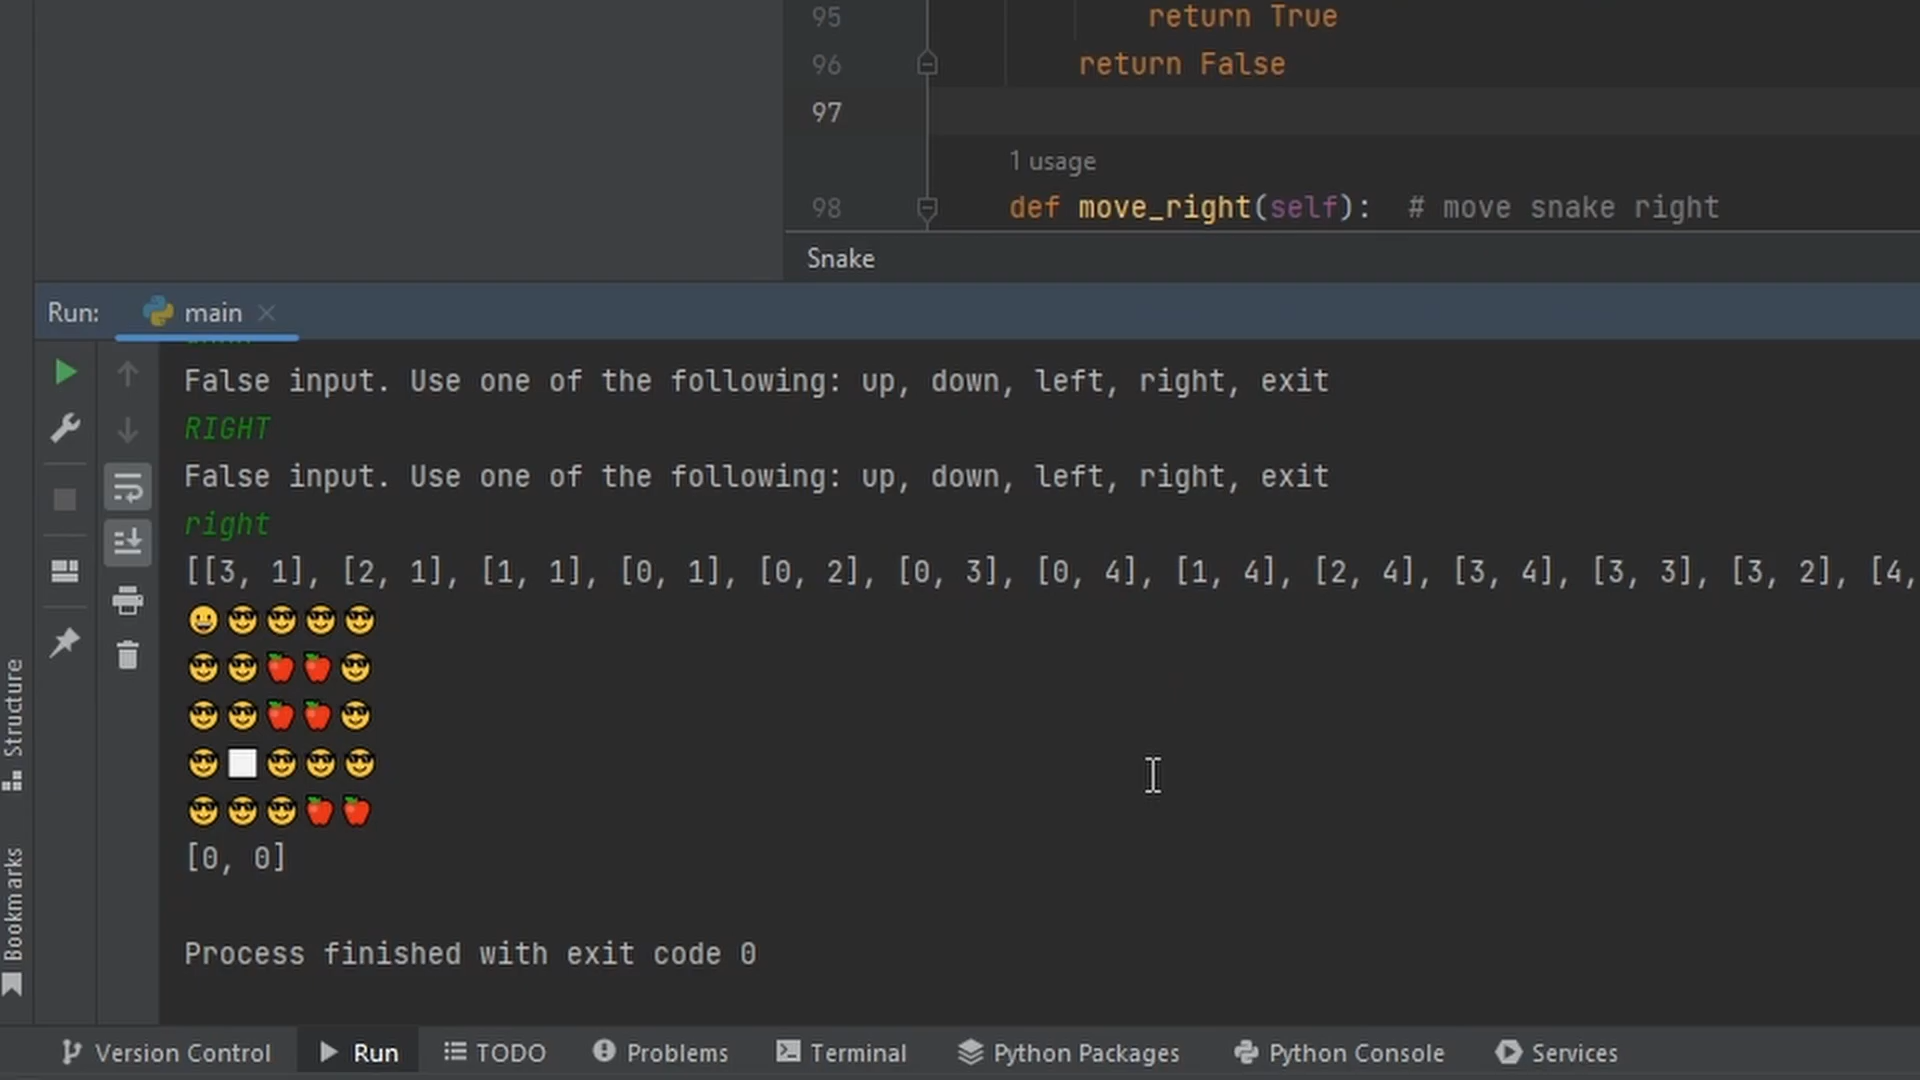 95 return True
96 return False
97
1 usage
98 def move_right(self):  # move snake right
Snake
Run: main
False input. Use one of the following: up, down, left, right, exit
RIGHT
False input. Use one of the following: up, down, left, right, exit
right
[[3, 1], [2, 1], [1, 1], [0, 1], [0, 2], [0, 3], [0, 4], [1, 4], [2, 4], [3, 4], [3, 3], [3, 2], [4,
😀😎😎😎😎
😎😎🍎🍎😎
😎😎🍎🍎😎
😎⬜😎😎😎
😎😎😎🍎🍎
[0, 0]
Process finished with exit code 0
Structure
Bookmarks
Version Control Run TODO Problems Terminal Python Packages Python Console Services